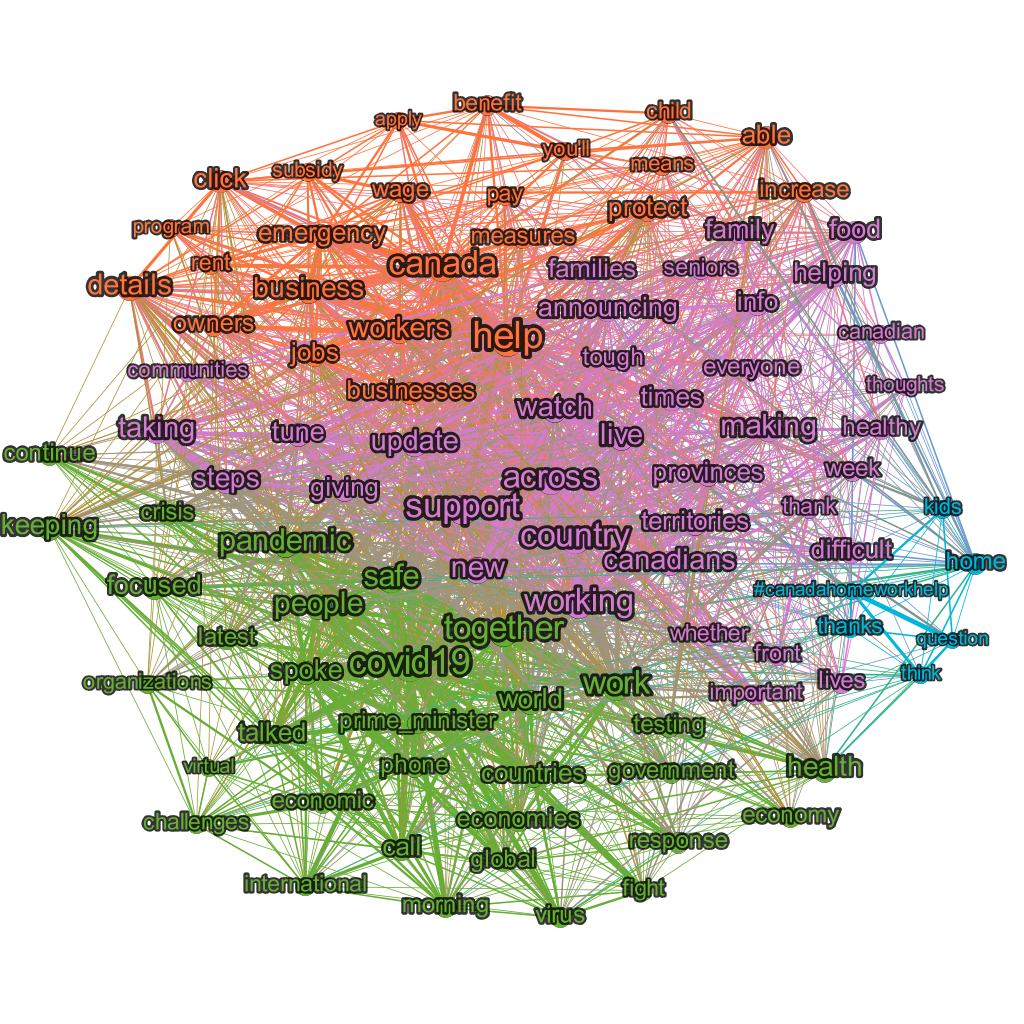 benefit
apply
child
you'll
able
means
subsidy
click
wage
pay
increase
protect
program
emergency
measures
family
food
rent
canada
families
seniors
helping
details
business
announcing
info
owners
workers
help
canadian
jobs
tough
communities
everyone
thoughts
businesses
times
watch
taking
tune
update
live
making
healthy
continue
steps
giving
across
provinces
week
support
crisis
thank
kids
keeping
pandemic
country
territories
difficult
safe
new
canadians
home
focused
people
working
#canadahomeworkhelp
latest
together
whether
thanks
question
organizations
spoke
covid19
front
think
work
lives
important
world
talked
prime_minister
testing
virtual
phone
countries
government
health
economic
challenges
economies
economy
call
global
response
international
morning
fight
virus